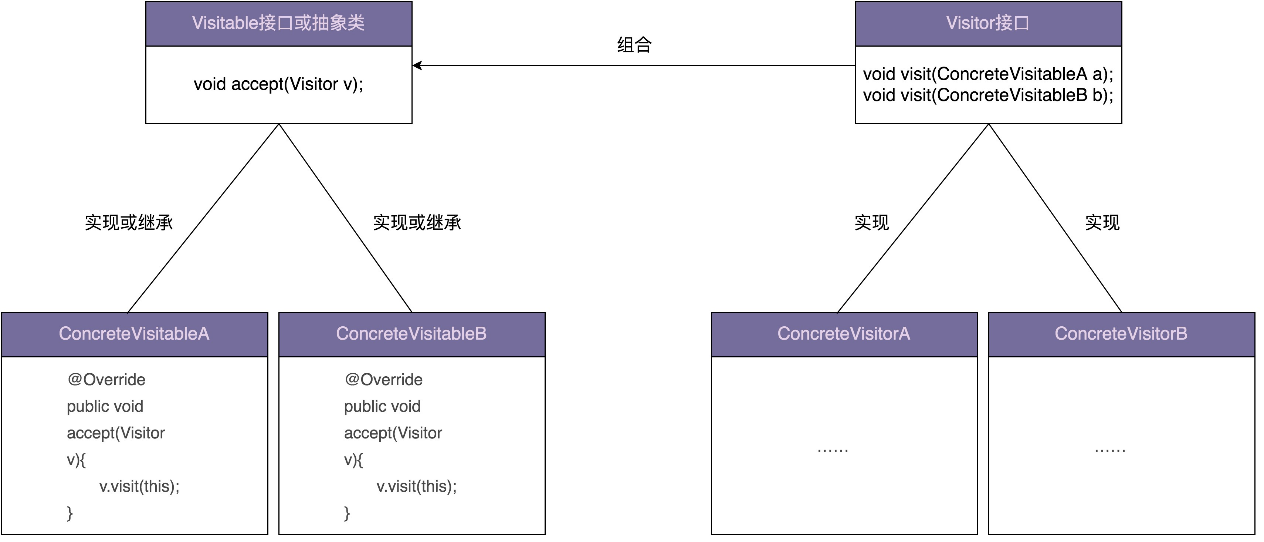 Visitable接口或抽象类
void accept(Visitor v);
组合
Visitor接口
void visit(ConcreteVisitableA a);
void visit(ConcreteVisitableB b);
实现或继承
实现或继承
实现
实现
ConcreteVisitableA
@Override
public void
accept(Visitor
v){
v.visit(this);
}
ConcreteVisitableB
@Override
public void
accept(Visitor
v){
v.visit(this);
}
ConcreteVisitorA
......
ConcreteVisitorB
......